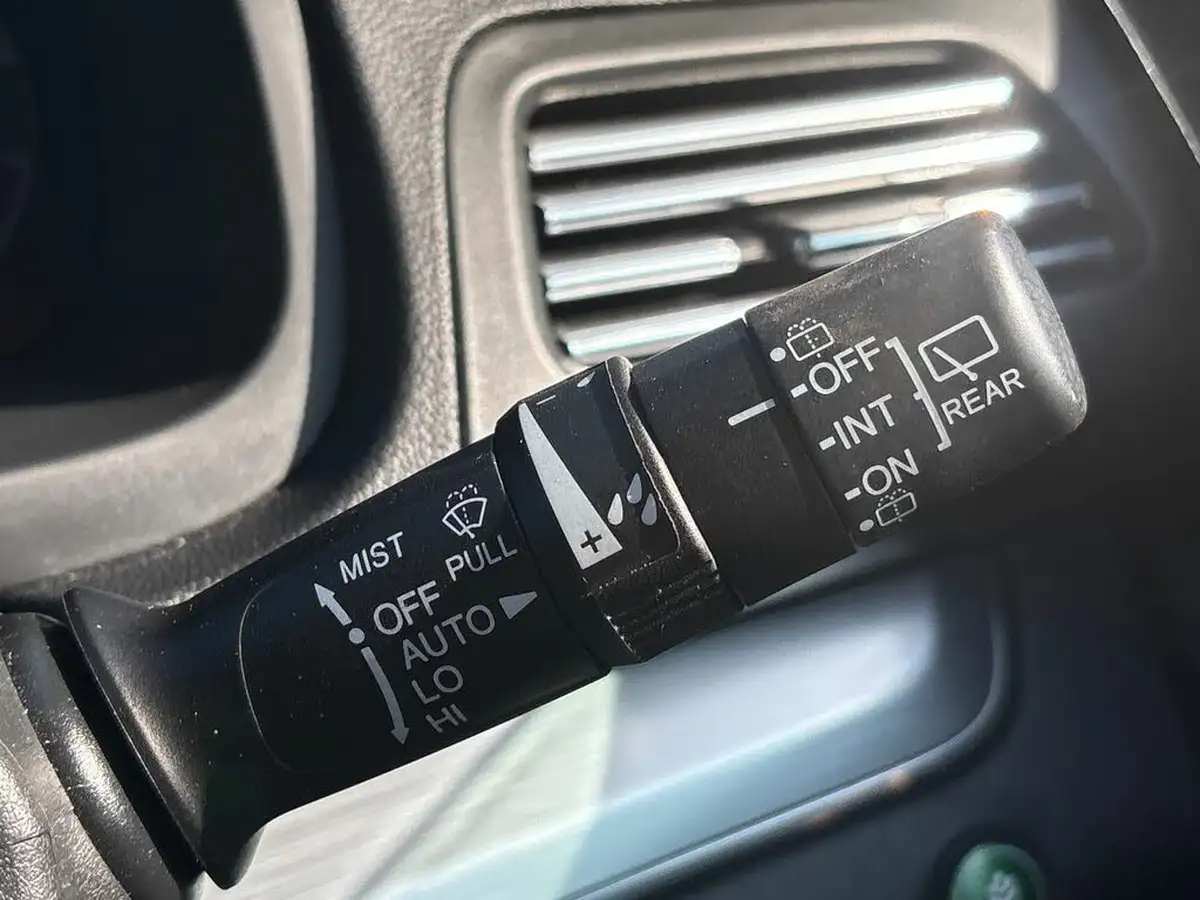 MIST
PULL
OFF
AUTO
LO
HI
- +
OFF
INT
ON
REAR